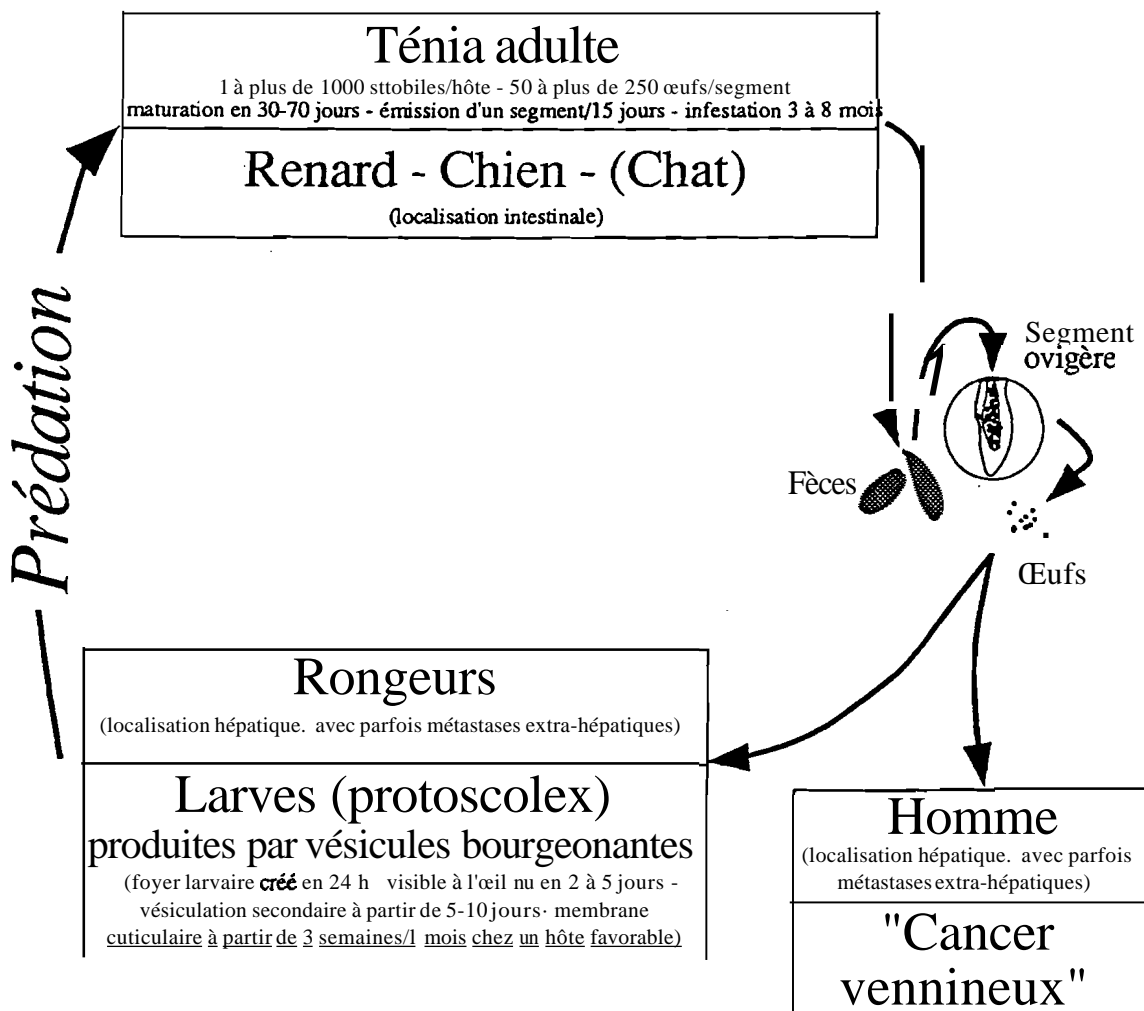 Ténia adulte
1 à plus de 1000 sttobiles/hôte - 50 à plus de 250 œufs/segment
maturation en 30-70 jours - émission d'un segment/15 jours - infestation 3 à 8 mois
Renard - Chien - (Chat)
(localisation intestinale)
Prédation
Segment
ovigère
Fèces
Œufs
Rongeurs
(localisation hépatique. avec parfois métastases extra-hépatiques)
Larves (protoscolex)
produites par vésicules bourgeonantes
(foyer larvaire créé en 24 h visible à l'œil nu en 2 à 5 jours -
vésiculation secondaire à partir de 5-10 jours· membrane
cuticulaire à partir de 3 semaines/l mois chez un hôte favorable)
Homme
(localisation hépatique. avec parfois
métastases extra-hépatiques)
"Cancer
vennineux"